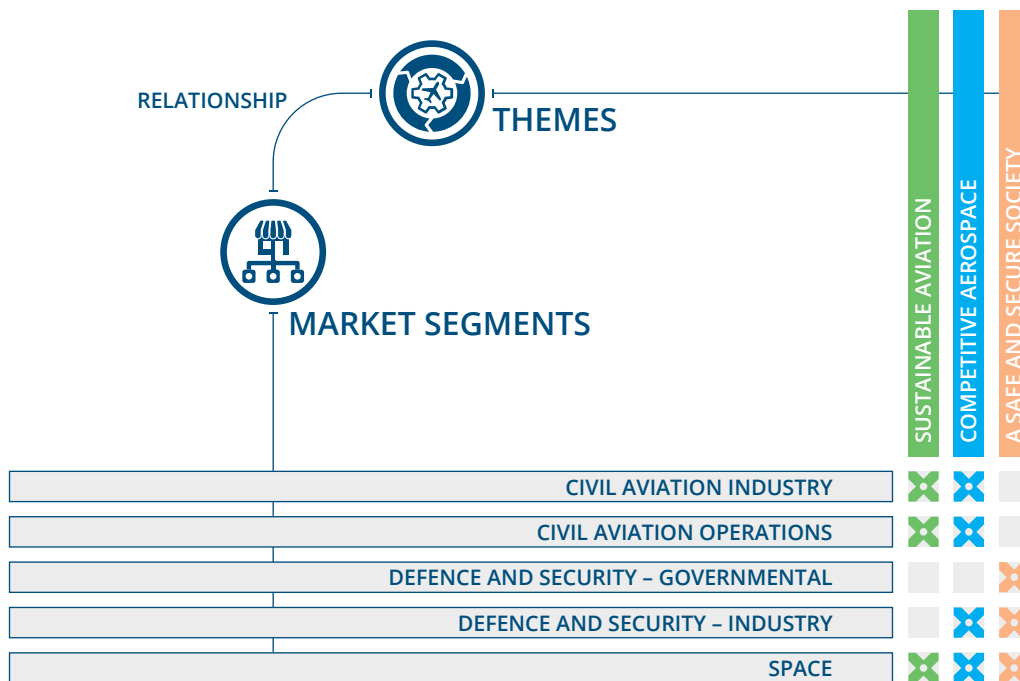 RELATIONSHIP
THEMES
MARKET SEGMENTS
SUSTAINABLE AVIATION
COMPETITIVE AEROSPACE
A SAFE AND SECURE SOCIETY
CIVIL AVIATION INDUSTRY
CIVIL AVIATION OPERATIONS
DEFENCE AND SECURITY – GOVERNMENTAL
DEFENCE AND SECURITY – INDUSTRY
SPACE